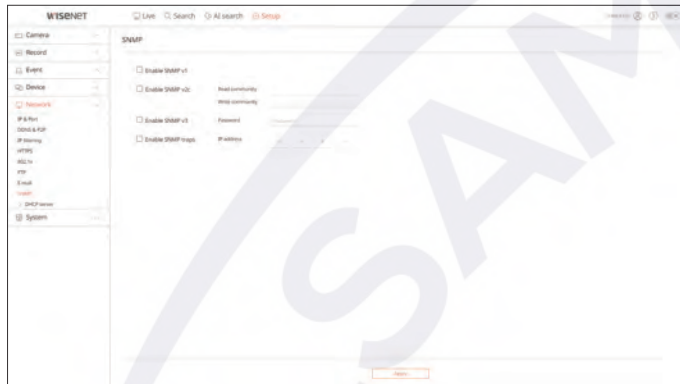 WISENET
Live Search AI search Setup
Camera
SNMP
Record
Event
Enable SNMP v1
Device
Enable SNMP v2c Read community
Write community
Network
IP & Port
Enable SNMP v3 Password
DDNS & P2P
IP filtering
Enable SNMP traps IP address
HTTPS
802.1x
FTP
E-mail
SNMP
DHCP server
System
Apply
SAM